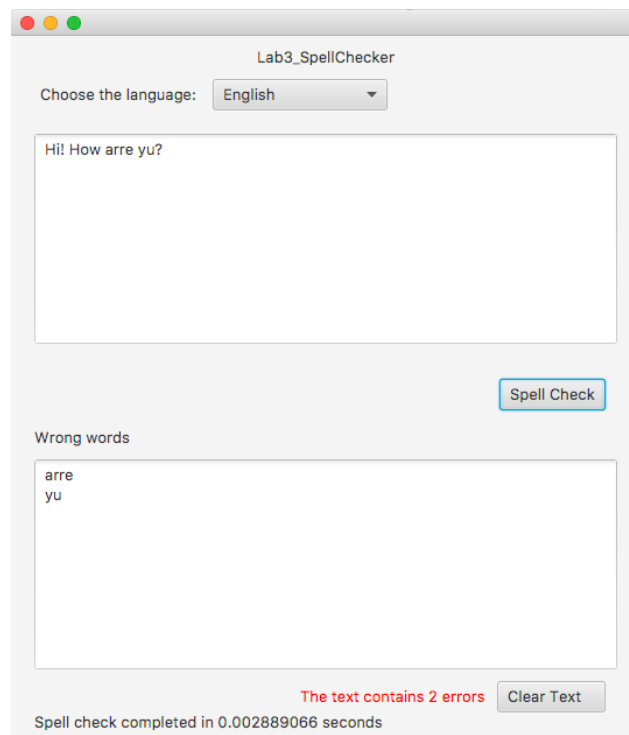 Lab3_SpellChecker
Choose the language: English
Hi! How arre yu?
Spell Check
Wrong words
arre
yu
The text contains 2 errors Clear Text
Spell check completed in 0.002889066 seconds